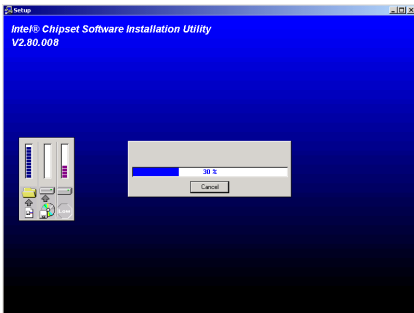 Setup
Intel® Chipset Software Installation Utility
V2.80.008
30 %
Cancel